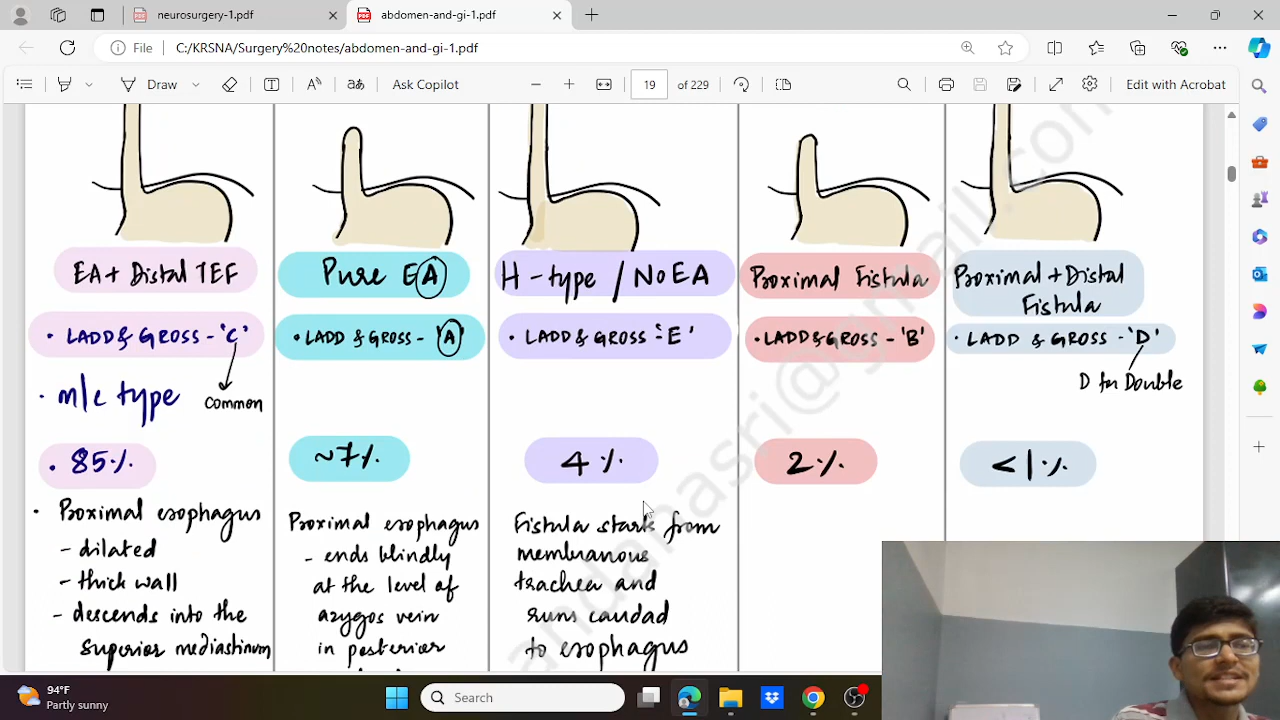 neurosurgery-1.pdf
abdomen-and-gi-1.pdf
File
C:/KRSNA/Surgery%20notes/abdomen-and-gi-1.pdf
Draw
Ask Copilot
19
of 229
Edit with Acrobat
EA + Distal TEF
• LADD & GROSS - 'C'
Common
• m/c type
• 85%
• Proximal esophagus
- dilated
- thick wall
- descends into the
superior mediastinum
Pure EA
• LADD & GROSS - 'A'
~7%
Proximal esophagus
- ends blindly
at the level of
azygos vein
in posterior
H - type / No EA
• LADD & GROSS - 'E'
4 %
Fistula starts from
membranous
trachea and
runs caudad
to esophagus
Proximal Fistula
• LADD & GROSS - 'B'
2 %
Proximal + Distal
Fistula
• LADD & GROSS - 'D'
D for Double
<1%
andanasri@gmail.com
94°F
Partly sunny
Search